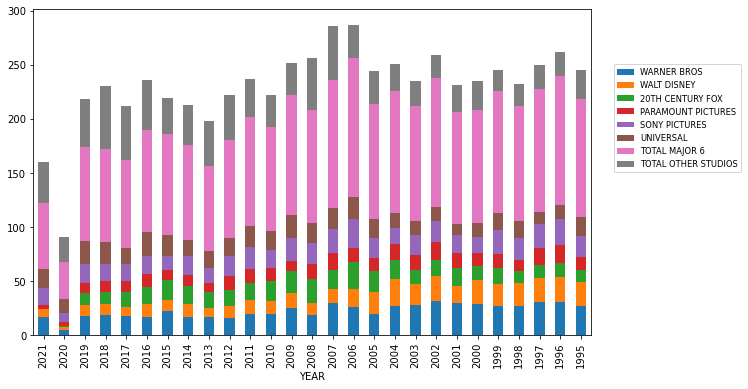 300
250
200
150
100
50
0
2021 2020 2019 2018 2017 2016 2015 2014 2013 2012 2011 2010 2009 2008 2007 2006 2005 2004 2003 2002 2001 2000 1999 1998 1997 1996 1995
YEAR
WARNER BROS
WALT DISNEY
20TH CENTURY FOX
PARAMOUNT PICTURES
SONY PICTURES
UNIVERSAL
TOTAL MAJOR 6
TOTAL OTHER STUDIOS